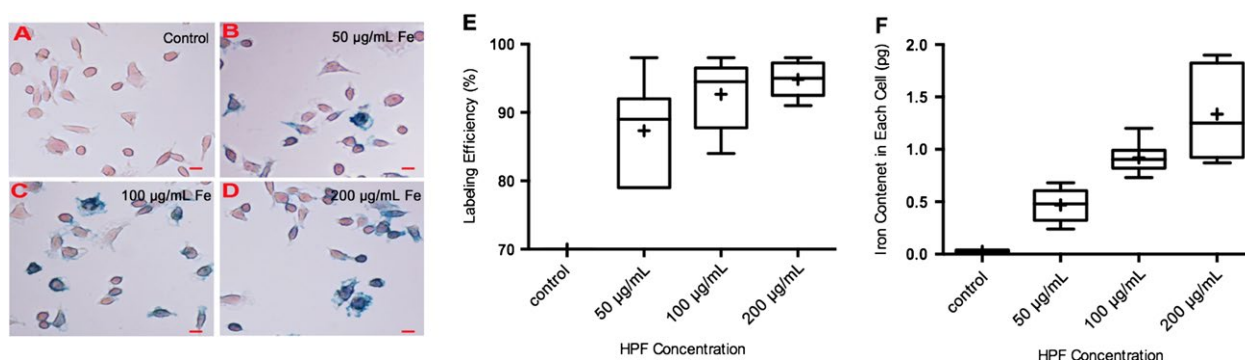 A
Control
B
50 µg/mL Fe
C
100 µg/mL Fe
D
200 µg/mL Fe
E
Labeling Efficiency (%)
100
90
80
70
control
50 µg/mL
100 µg/mL
200 µg/mL
HPF Concentration
F
Iron Contenet in Each Cell (pg)
2.0
1.5
1.0
0.5
0.0
control
50 µg/mL
100 µg/mL
200 µg/mL
HPF Concentration